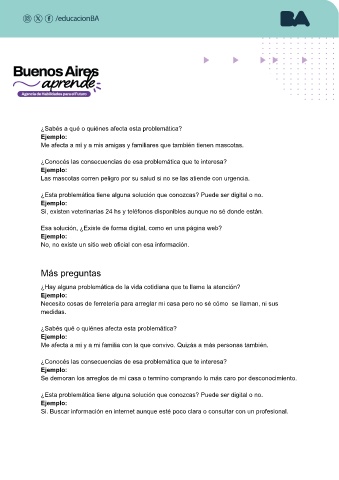 /educacionBA
BA
Buenos Aires
aprende
Agencia de Habilidades para el Futuro
¿Sabés a qué o quiénes afecta esta problemática?
Ejemplo:
Me afecta a mí y a mis amigas y familiares que también tienen mascotas.
¿Conocés las consecuencias de esa problemática que te interesa?
Ejemplo:
Las mascotas corren peligro por su salud si no se las atiende con urgencia.
¿Esta problemática tiene alguna solución que conozcas? Puede ser digital o no.
Ejemplo:
Si, existen veterinarias 24 hs y teléfonos disponibles aunque no sé donde están.
Esa solución, ¿Existe de forma digital, como en una página web?
Ejemplo:
No, no existe un sitio web oficial con esa información.
Más preguntas
¿Hay alguna problemática de la vida cotidiana que te llame la atención?
Ejemplo:
Necesito cosas de ferretería para arreglar mi casa pero no sé cómo se llaman, ni sus
medidas.
¿Sabés qué o quiénes afecta esta problemática?
Ejemplo:
Me afecta a mí y a mi familia con la que convivo. Quizás a más personas también.
¿Conocés las consecuencias de esa problemática que te interesa?
Ejemplo:
Se demoran los arreglos de mi casa o termino comprando lo más caro por desconocimiento.
¿Esta problemática tiene alguna solución que conozcas? Puede ser digital o no.
Ejemplo:
Si. Buscar información en internet aunque esté poco clara o consultar con un profesional.